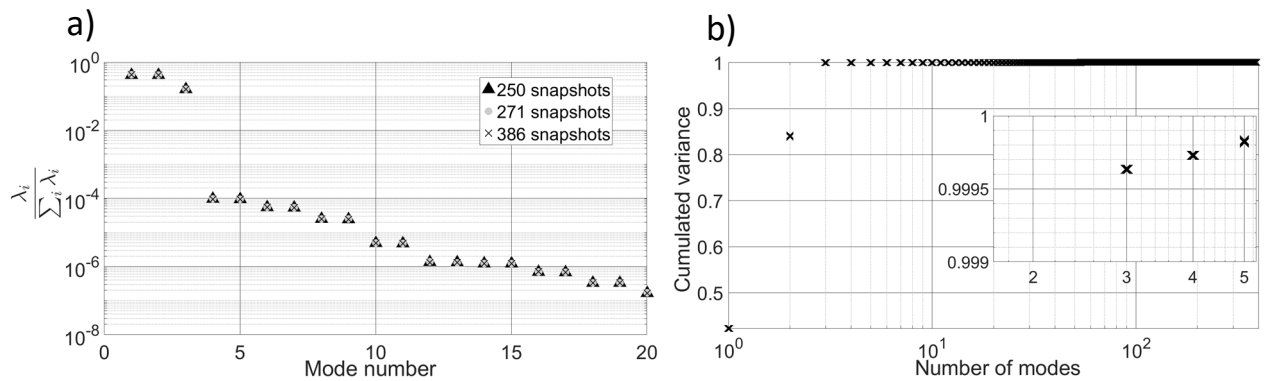 a)
10^0
10^-2
10^-4
10^-6
10^-8
λ_i / ∑_i λ_i
250 snapshots
271 snapshots
386 snapshots
0 5 10 15 20
Mode number
b)
1
0.9
0.8
0.7
0.6
0.5
Cumulated variance
1
0.9995
0.999
2 3 4 5
10^0 10^1 10^2
Number of modes